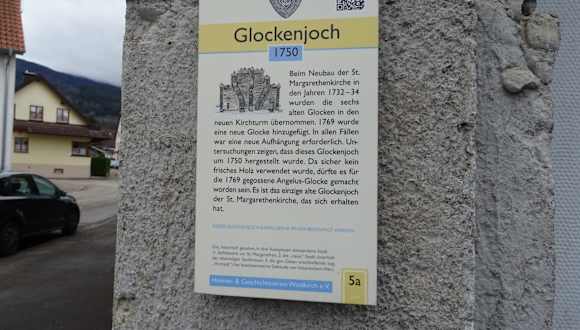 Glockenjoch
1750
Beim Neubau der St.
Margarethenkirche in
den Jahren 1732–34
wurden die sechs
alten Glocken in den
neuen Kirchturm übernommen. 1769 wurde
eine neue Glocke hinzugefügt. In allen Fällen
war eine neue Aufhängung erforderlich. Un-
tersuchungen zeigen, dass dieses Glockenjoch
um 1750 hergestellt wurde. Da sicher kein
frisches Holz verwendet wurde, dürfte es für
die 1769 gegossene Angelus-Glocke gemacht
worden sein. Es ist das einzige alte Glockenjoch
der St. Margarethenkirche, das sich erhalten
hat.
Heimat- & Geschichtsverein Waldkirch e.V.
5a